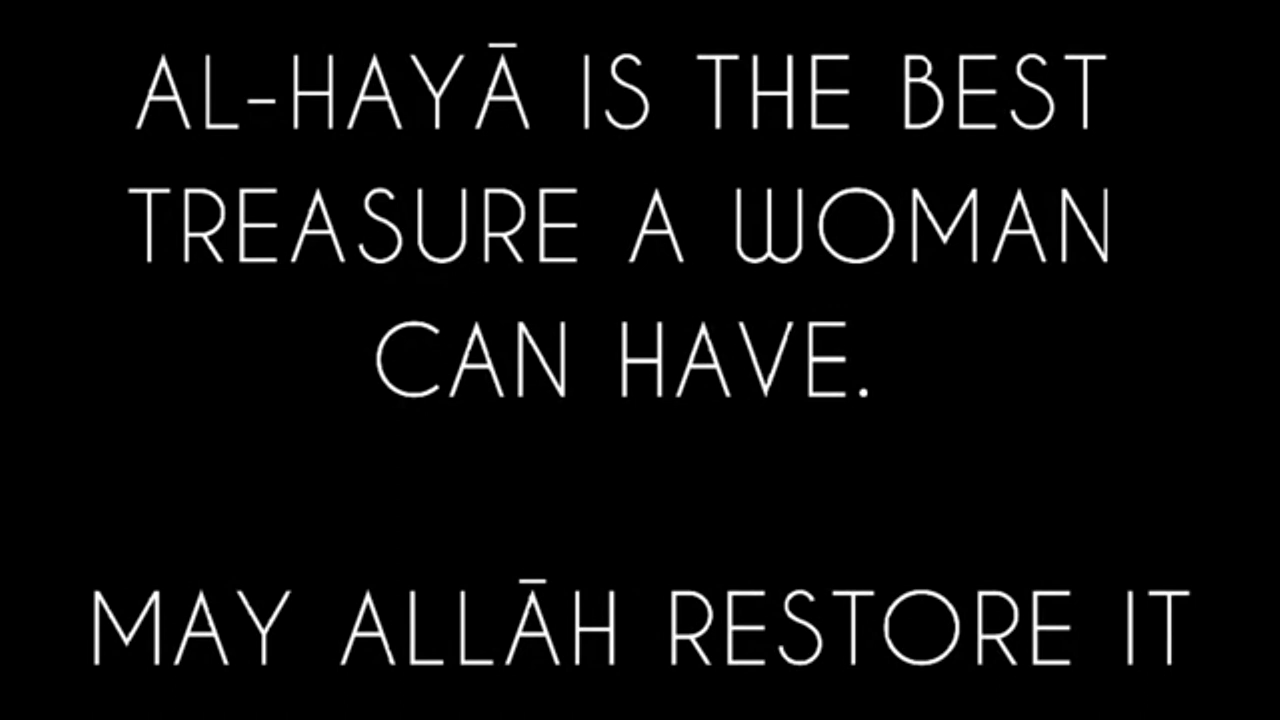 AL-HAYĀ IS THE BEST
TREASURE A WOMAN
CAN HAVE.
MAY ALLĀH RESTORE IT